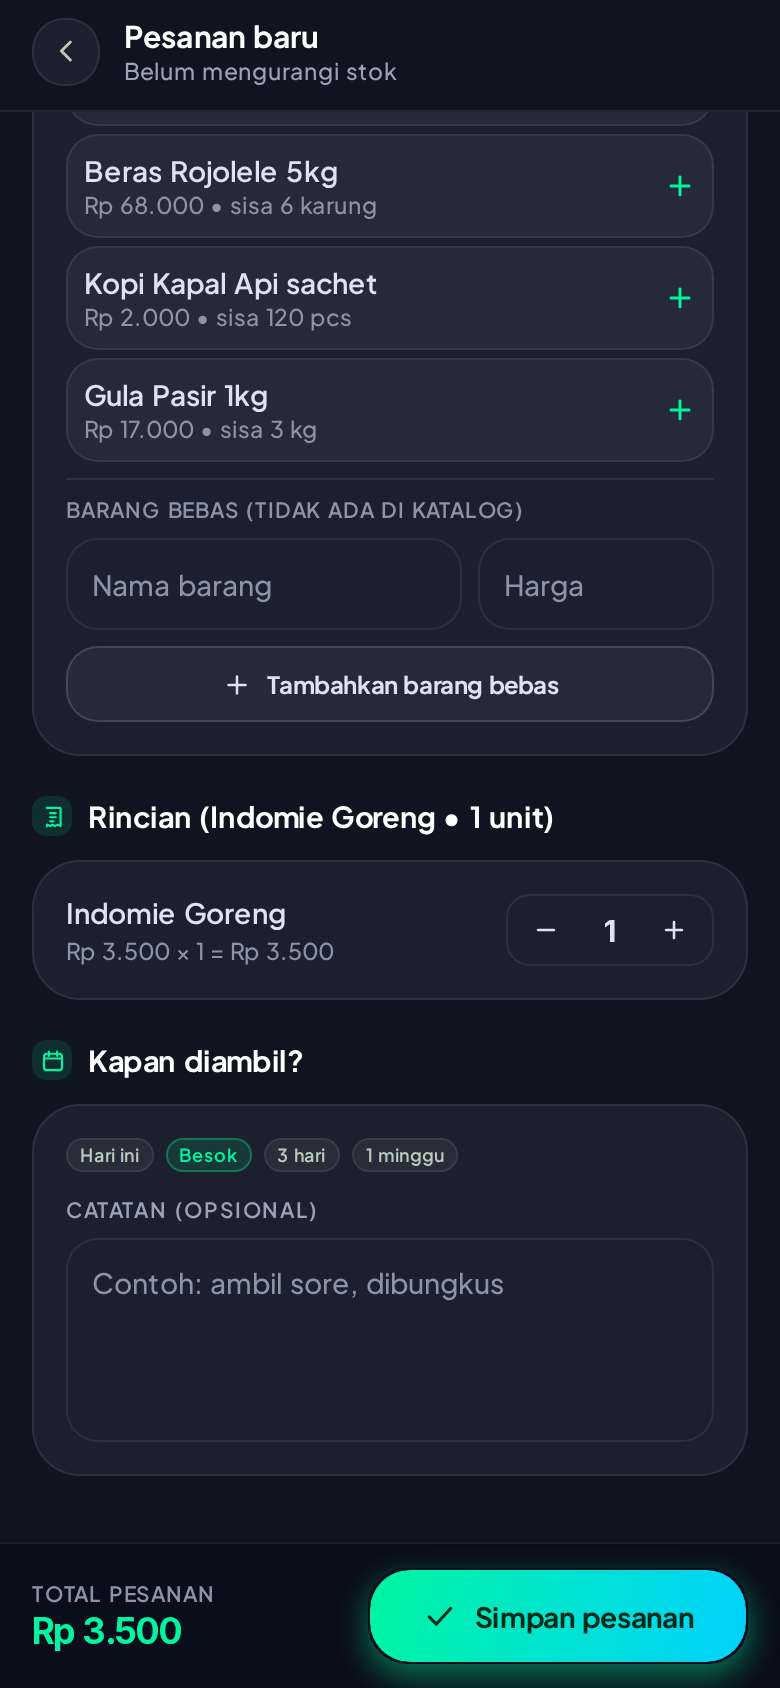 Pesanan baru
Belum mengurangi stok
Beras Rojolele 5kg
Rp 68.000 • sisa 6 karung
Kopi Kapal Api sachet
Rp 2.000 • sisa 120 pcs
Gula Pasir 1kg
Rp 17.000 • sisa 3 kg
BARANG BEBAS (TIDAK ADA DI KATALOG)
Nama barang Harga
+ Tambahkan barang bebas
Rincian (Indomie Goreng • 1 unit)
Indomie Goreng
Rp 3.500 × 1 = Rp 3.500
− 1 +
Kapan diambil?
Hari ini Besok 3 hari 1 minggu
CATATAN (OPSIONAL)
Contoh: ambil sore, dibungkus
TOTAL PESANAN
Rp 3.500
Simpan pesanan